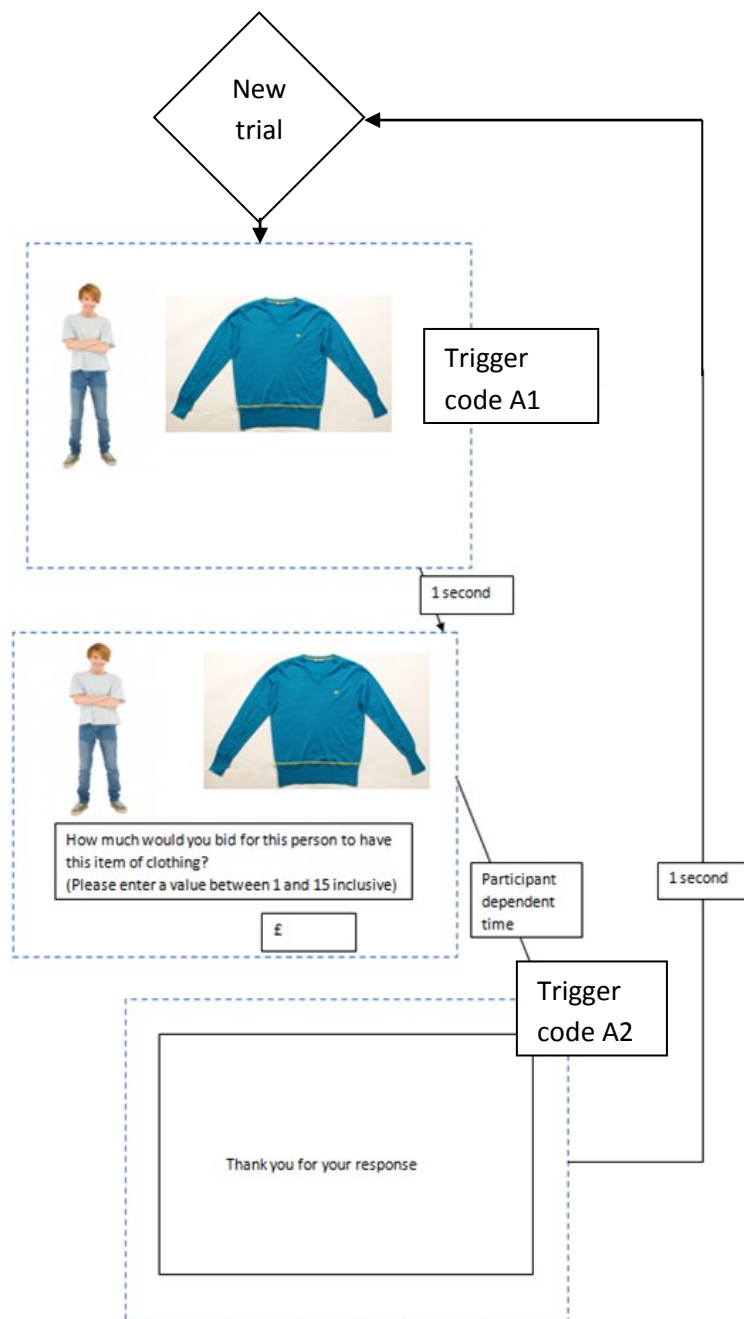 New
trial
Trigger
code A1
1 second
How much would you bid for this person to have
this item of clothing?
(Please enter a value between 1 and 15 inclusive)
£
Participant
dependent
time
1 second
Trigger
code A2
Thank you for your response